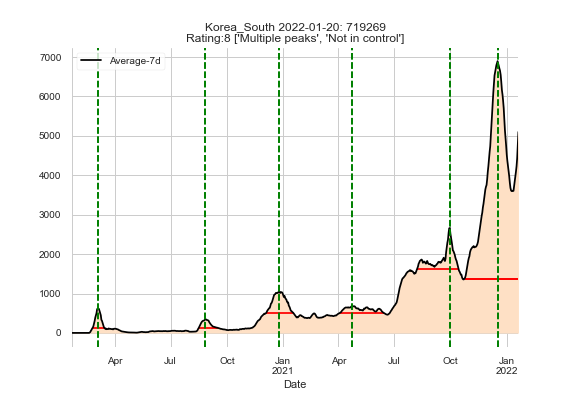 Korea_South 2022-01-20: 719269
Rating:8 ['Multiple peaks', 'Not in control']
7000
Average-7d
6000
5000
4000
3000
2000
1000
0
Apr Jul Oct Jan Apr Jul Oct Jan
2021 2022
Date